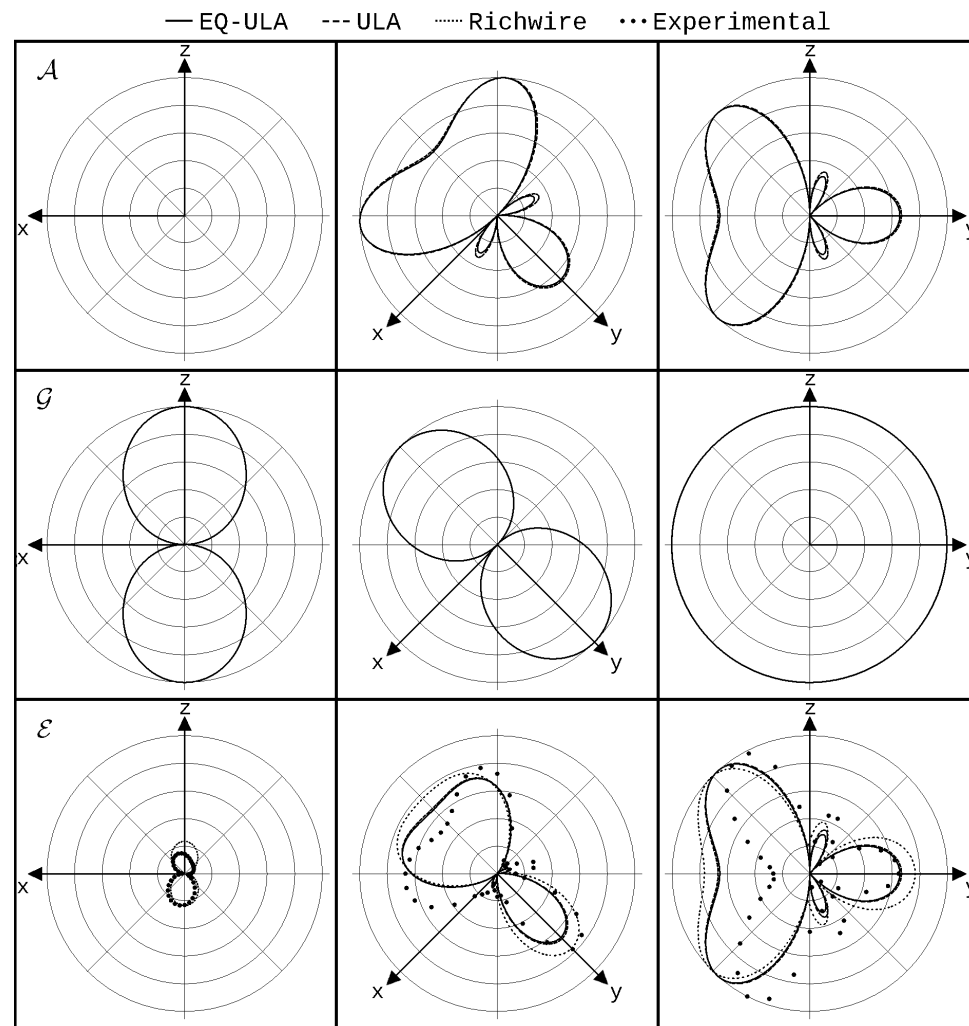 EQ-ULA ULA Richwire Experimental
𝒜 z z
x x y y
𝒢 z z
x x y y
ℰ z z
x x y y